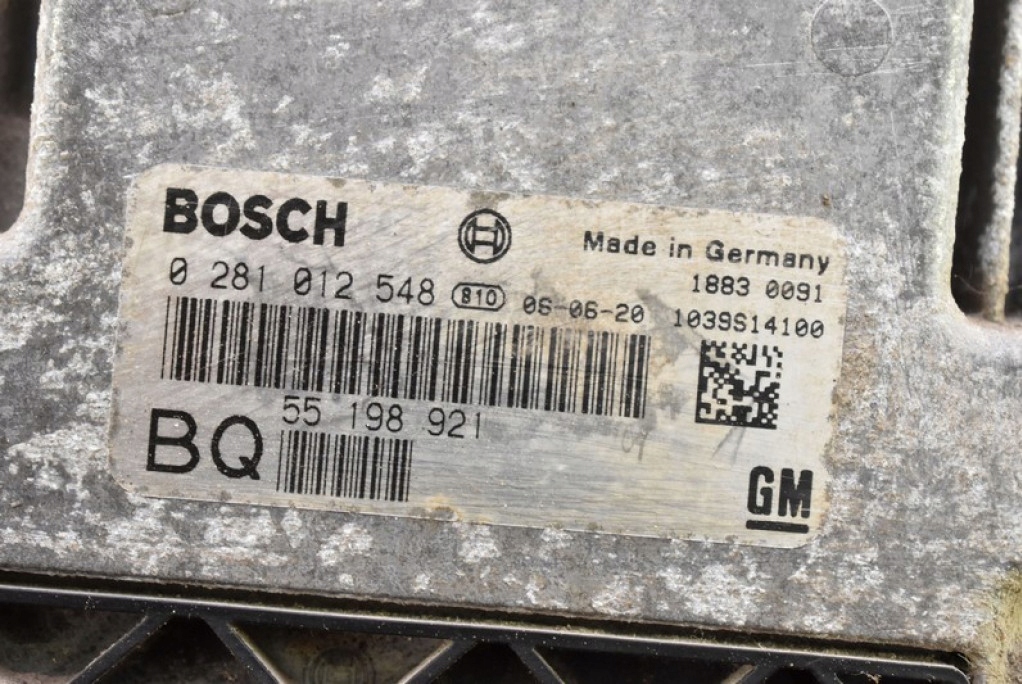 BOSCH
Made in Germany
0 281 012 548 810 06-06-20
1883 0091
1039S14100
55 198 921
BQ
GM